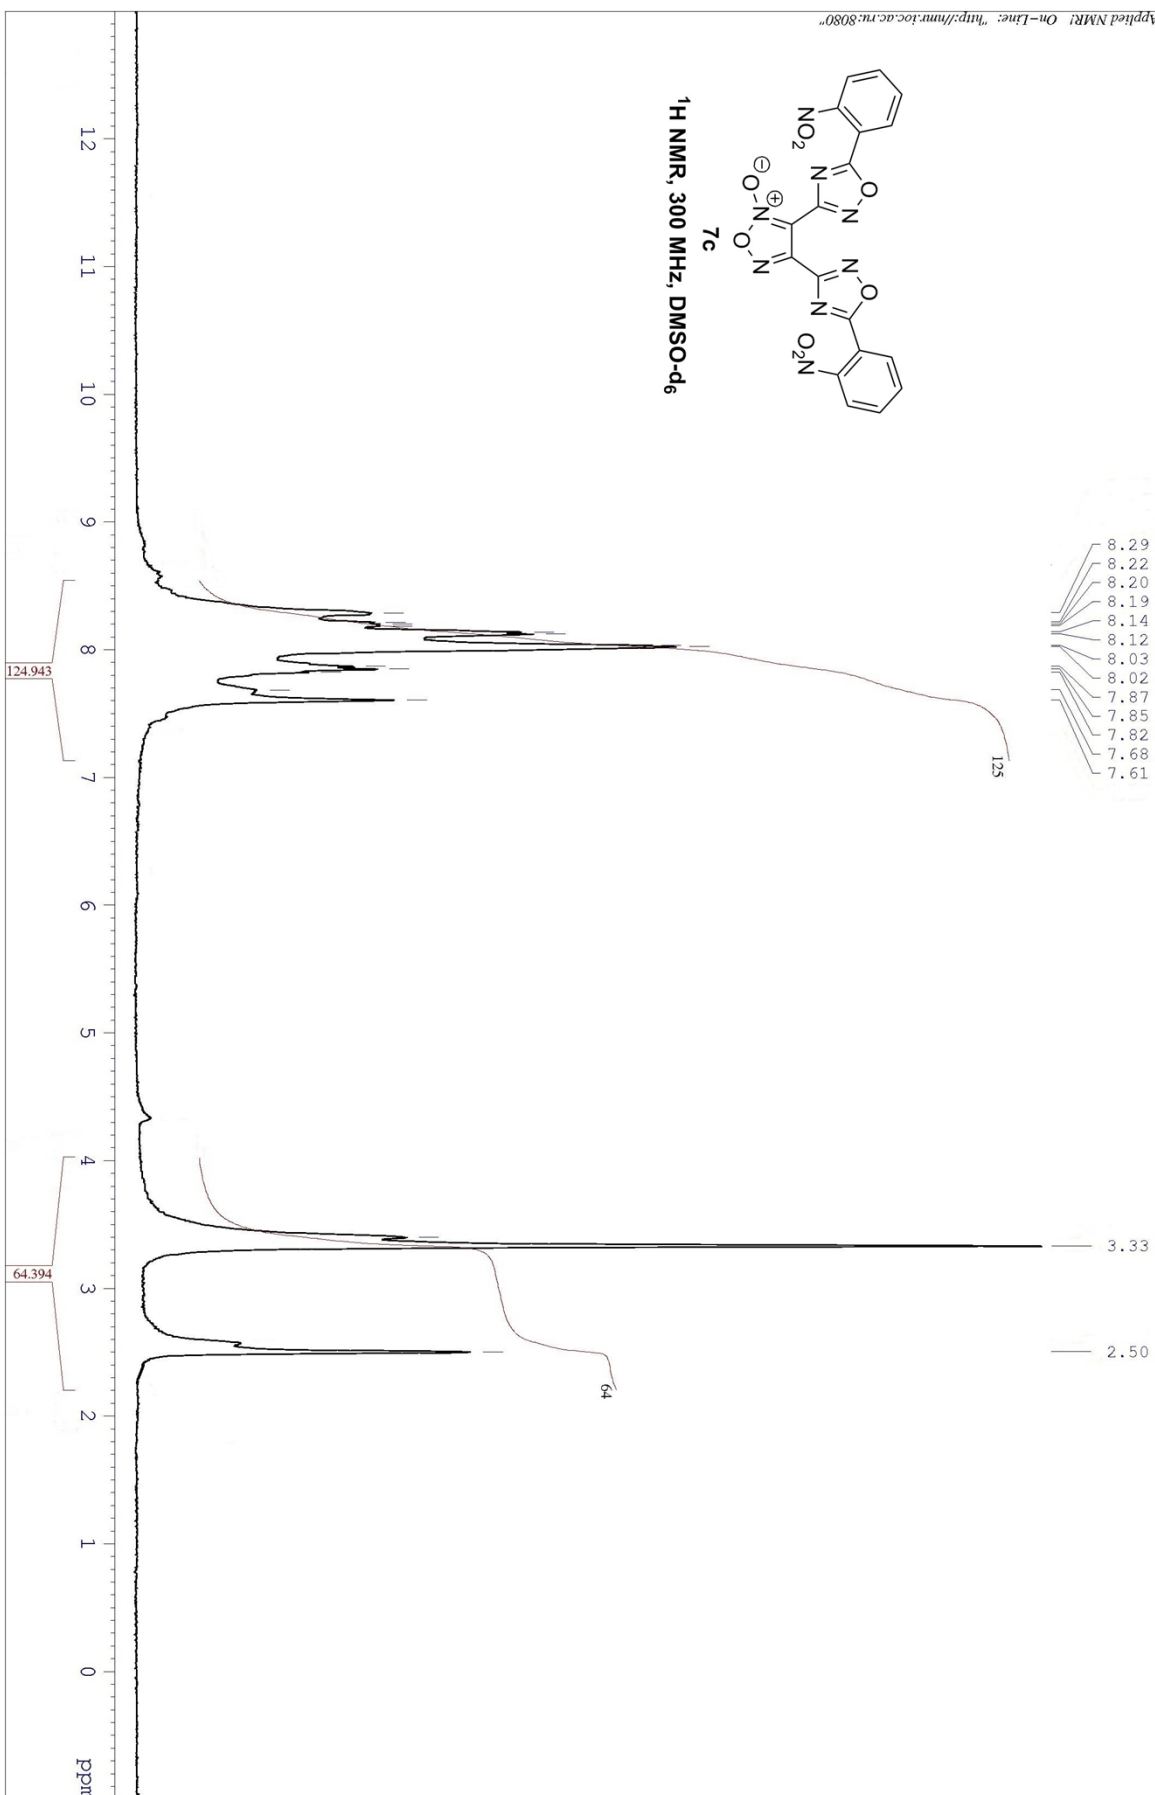 Applied NMR! On-Line: "http://nmr.ioc.ac.ru:8080"
NO2
N
O
N
N
O
N
O2N
⊖
O
⊕
N
O
N
7c
1H NMR, 300 MHz, DMSO-d6
8.29
8.22
8.20
8.19
8.14
8.12
8.03
8.02
7.87
7.85
7.82
7.68
7.61
3.33
2.50
125
64
12 11 10 9 8 7 6 5 4 3 2 1 0 ppm
124.943
64.394